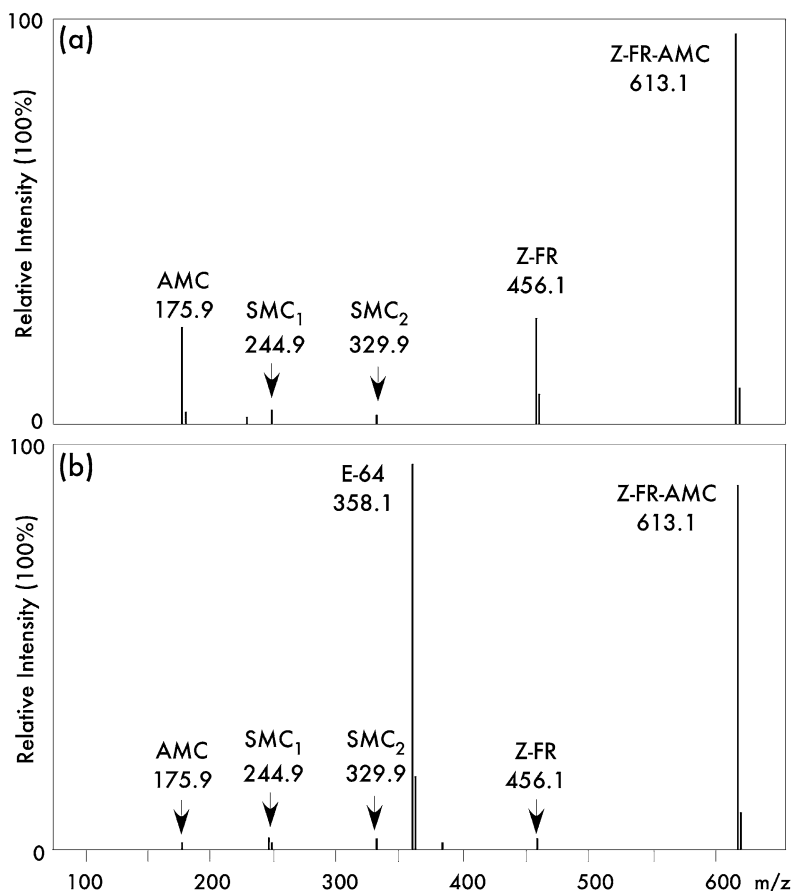 100
(a)
Z-FR-AMC
613.1
Relative Intensity (100%)
Z-FR
456.1
AMC
175.9
SMC1
244.9
SMC2
329.9
0
100
(b)
E-64
358.1
Z-FR-AMC
613.1
Relative Intensity (100%)
AMC
175.9
SMC1
244.9
SMC2
329.9
Z-FR
456.1
0
100 200 300 400 500 600 m/z